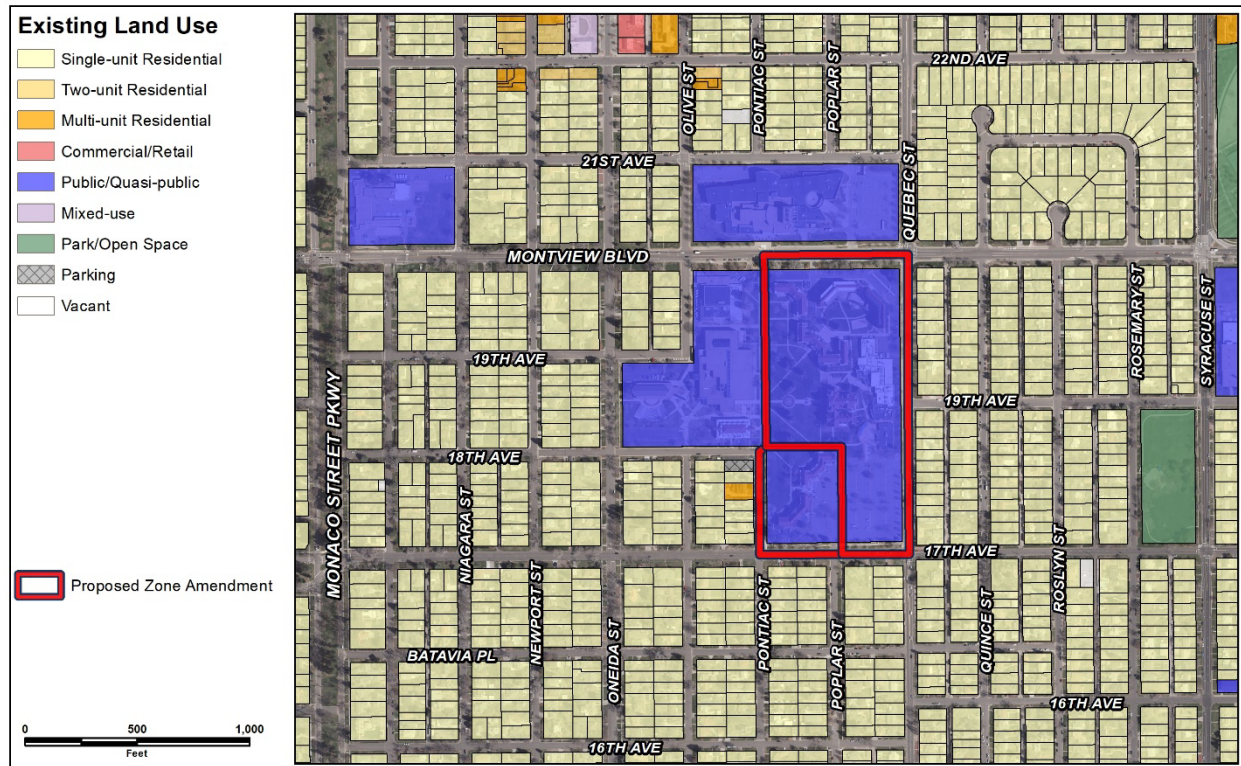 Existing Land Use
Single-unit Residential
Two-unit Residential
Multi-unit Residential
Commercial/Retail
Public/Quasi-public
Mixed-use
Park/Open Space
Parking
Vacant
Proposed Zone Amendment
0 500 1,000
Feet
22ND AVE
OLIVE ST
PONTIAC ST
POPLAR ST
21ST AVE
QUEBEC ST
MONTVIEW BLVD
ROSEMARY ST
SYRACUSE ST
19TH AVE
19TH AVE
MONACO STREET PKWY
18TH AVE
NIAGARA ST
NEWPORT ST
ONEIDA ST
17TH AVE
PONTIAC ST
POPLAR ST
QUINCE ST
ROSLYN ST
BATAVIA PL
16TH AVE
16TH AVE